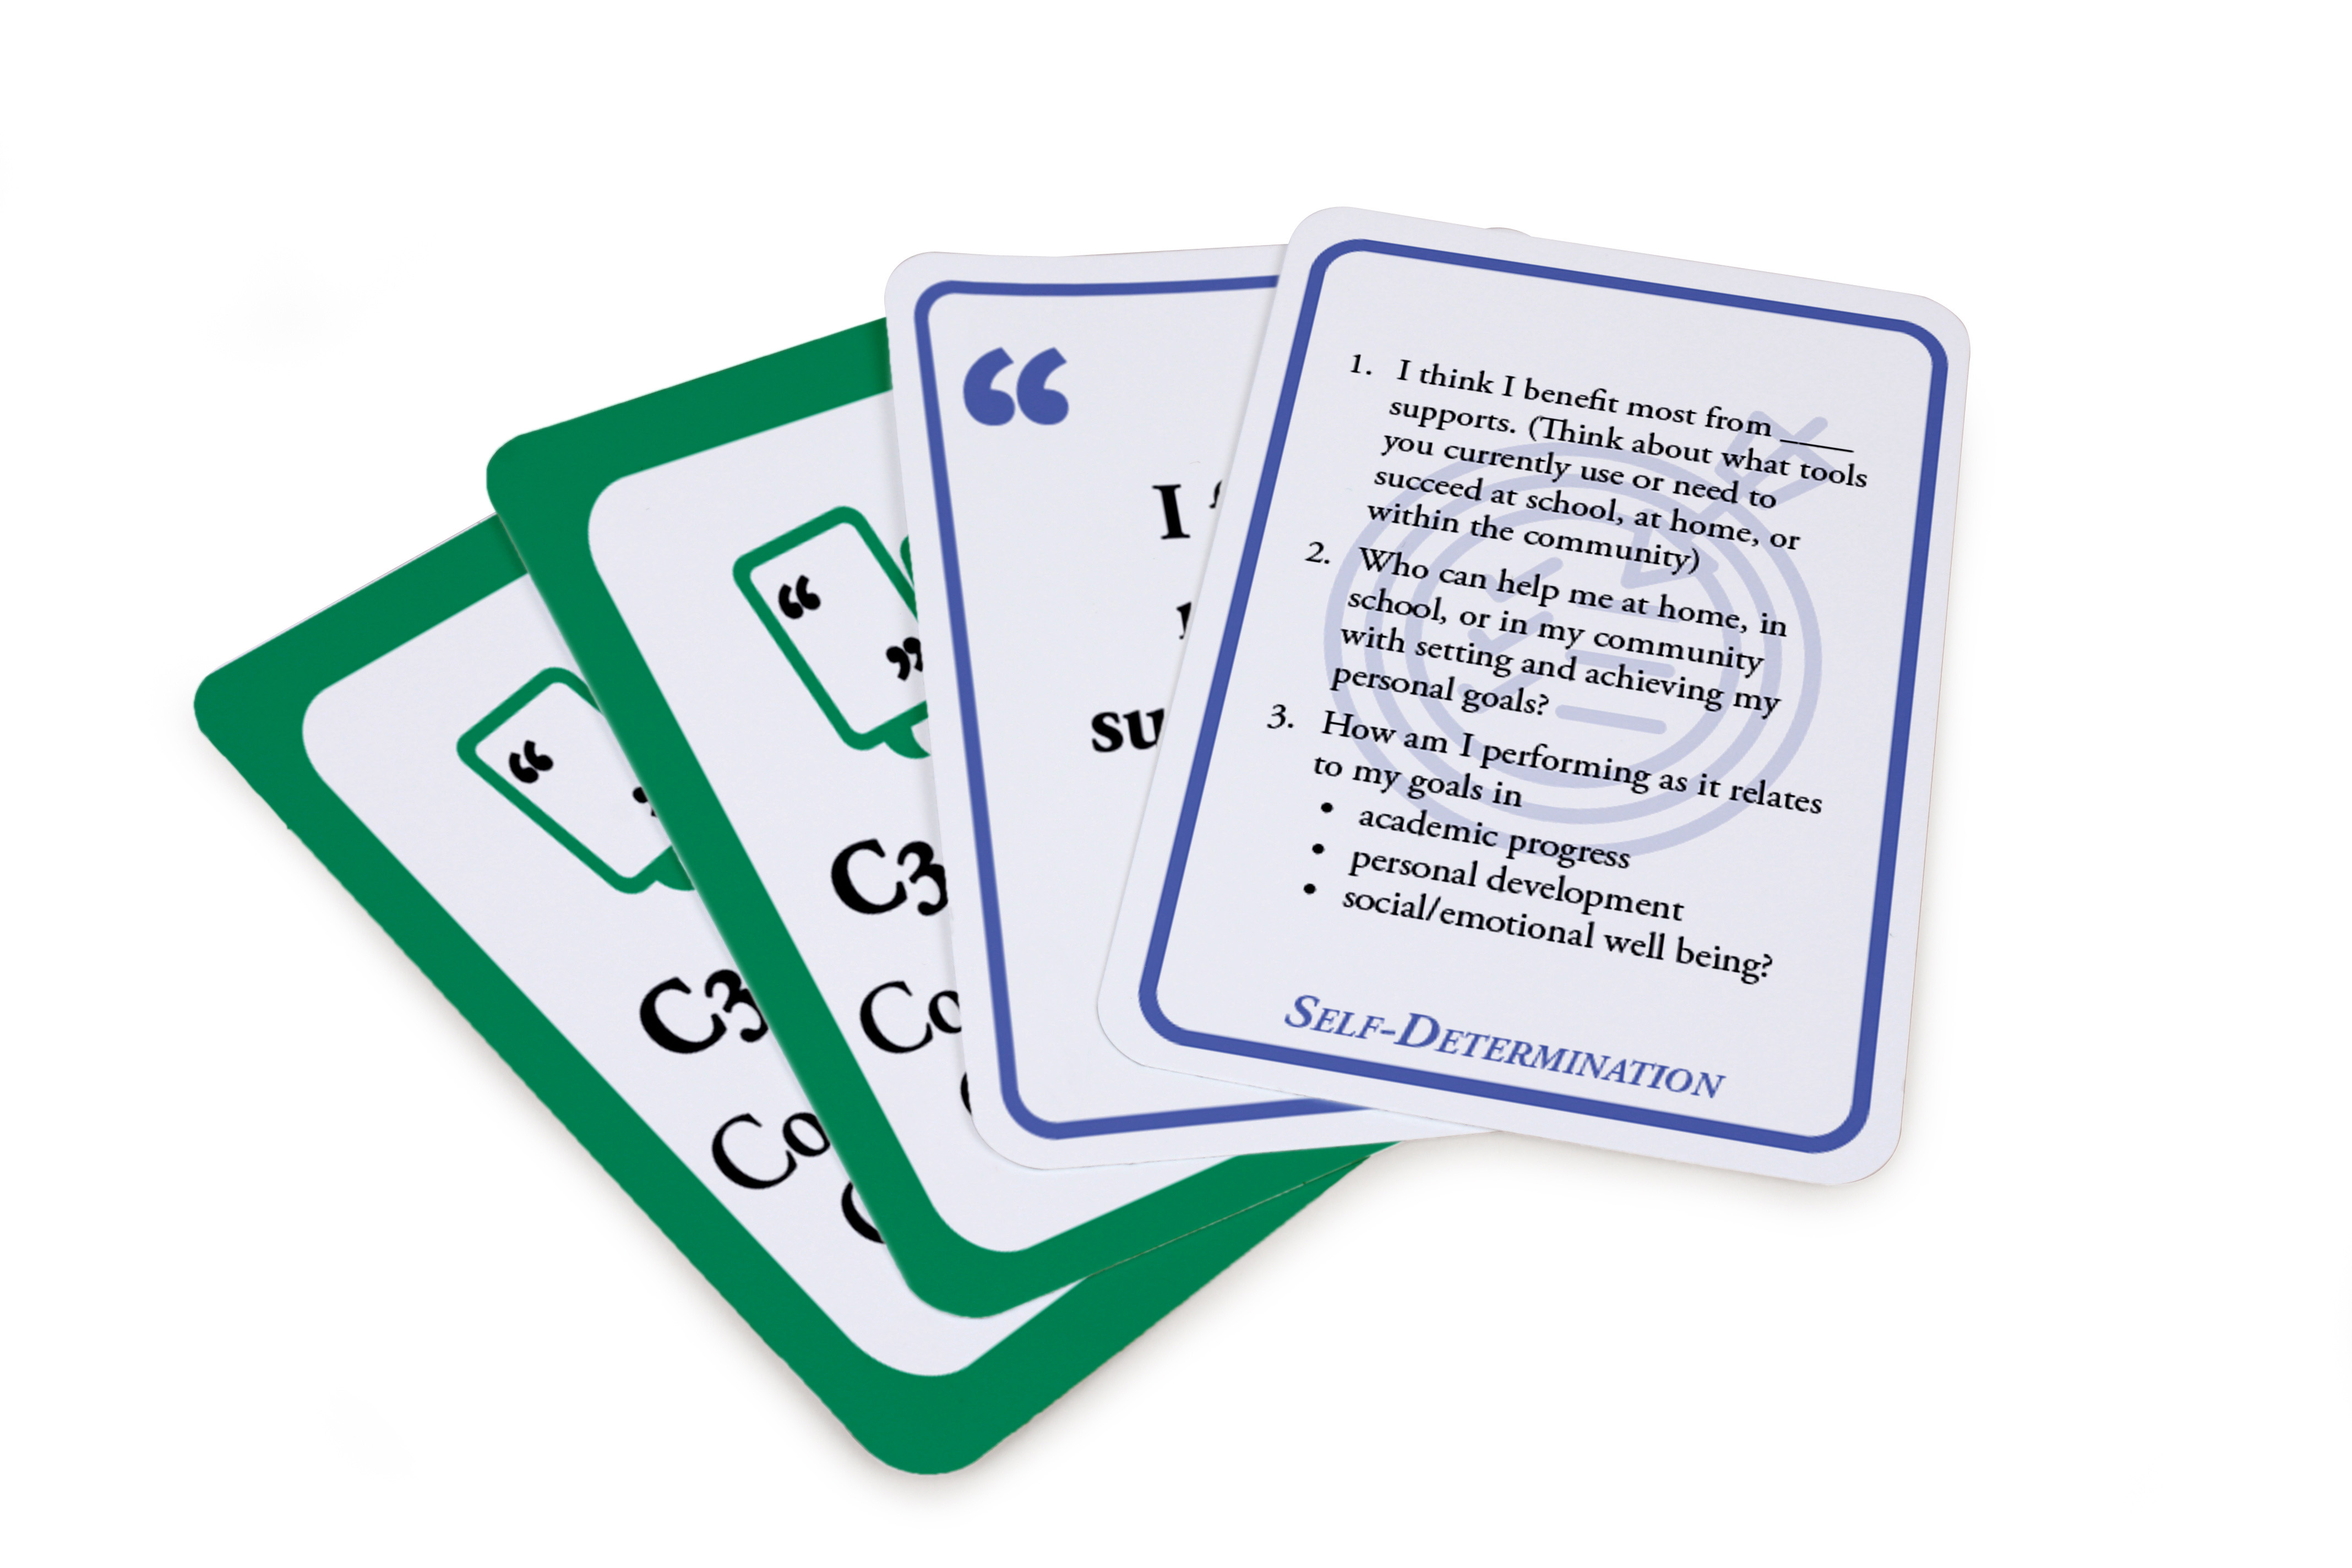 “ ”
C3
Co
“ ”
C3
Co
“
I
su
1. I think I benefit most from ____
supports. (Think about what tools
you currently use or need to
succeed at school, at home, or
within the community)
2. Who can help me at home, in
school, or in my community
with setting and achieving my
personal goals?
3. How am I performing as it relates
to my goals in
• academic progress
• personal development
• social/emotional well being?
SELF-DETERMINATION